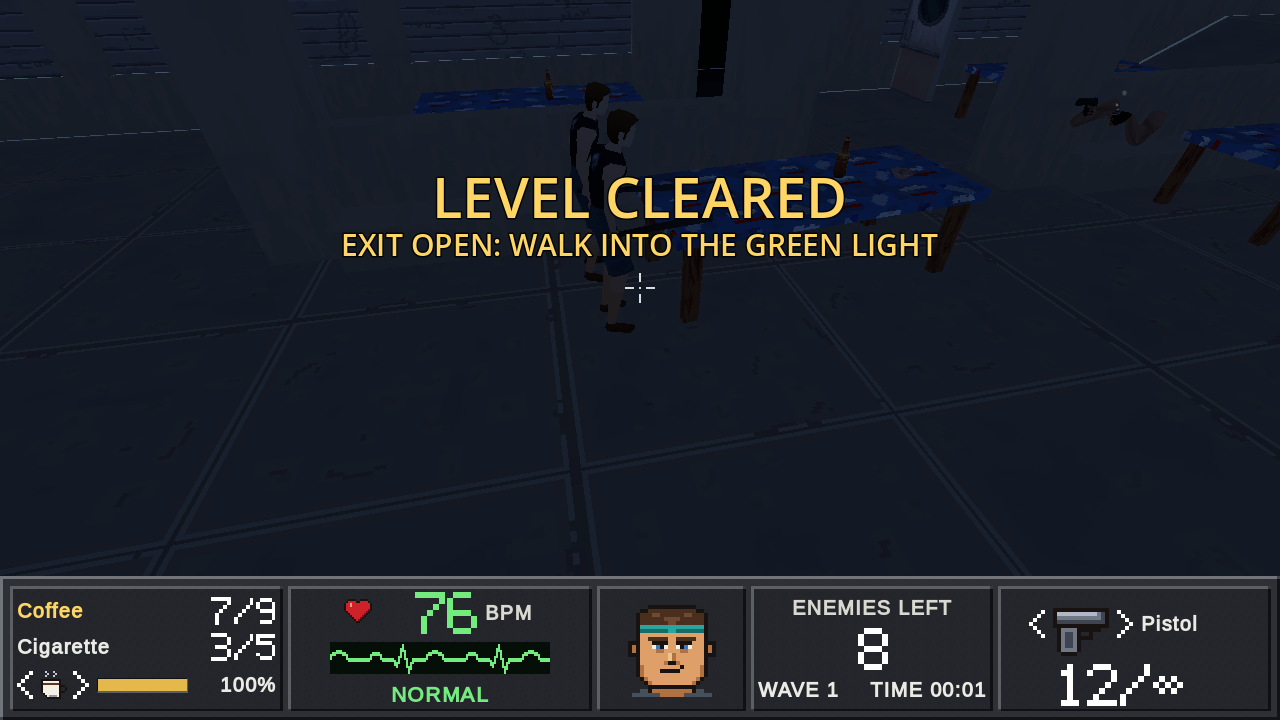 LEVEL CLEARED
EXIT OPEN: WALK INTO THE GREEN LIGHT
Coffee 7/9
Cigarette 3/5
100%
76 BPM
NORMAL
ENEMIES LEFT
8
WAVE 1 TIME 00:01
Pistol
12/∞